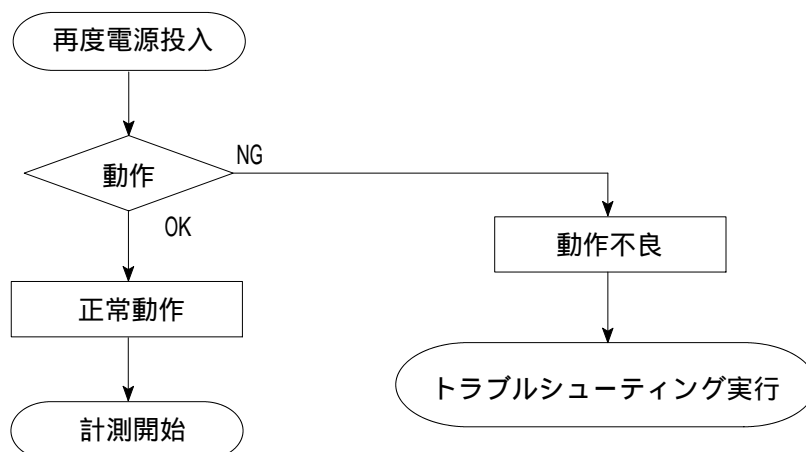 再度電源投入
動作
NG
OK
動作不良
正常動作
トラブルシューティング実行
計測開始